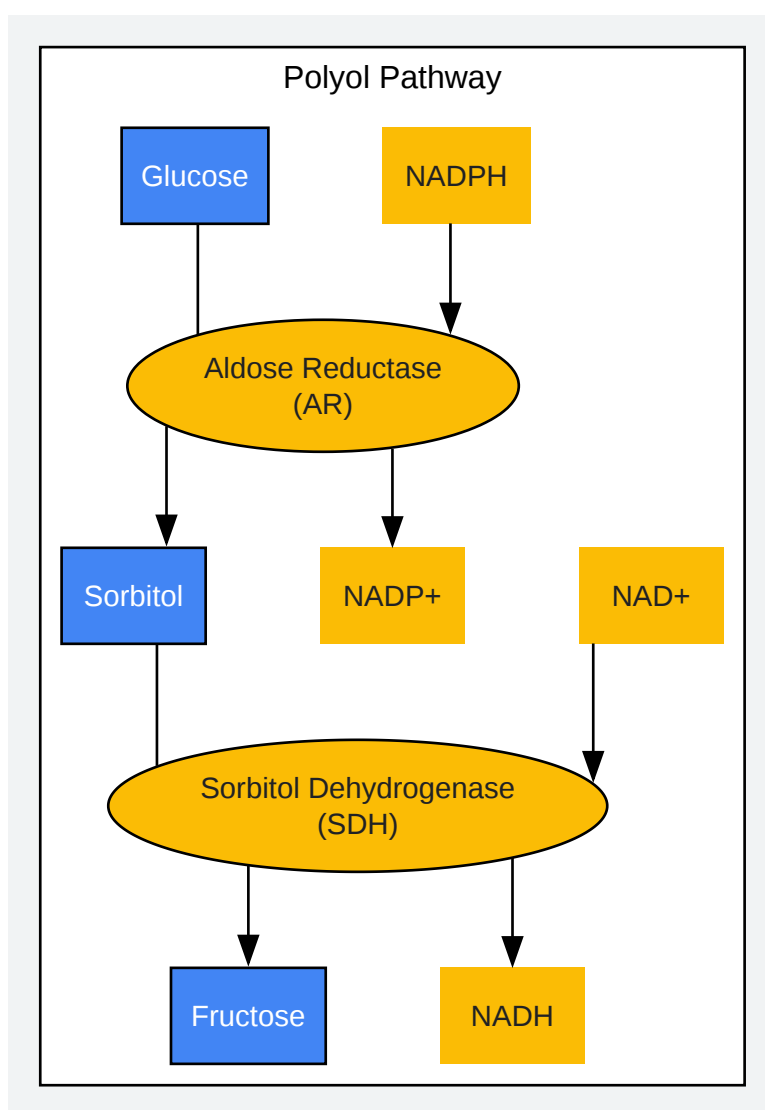 Polyol Pathway
Glucose
NADPH
Aldose Reductase
(AR)
Sorbitol
NADP+
NAD+
Sorbitol Dehydrogenase
(SDH)
Fructose
NADH